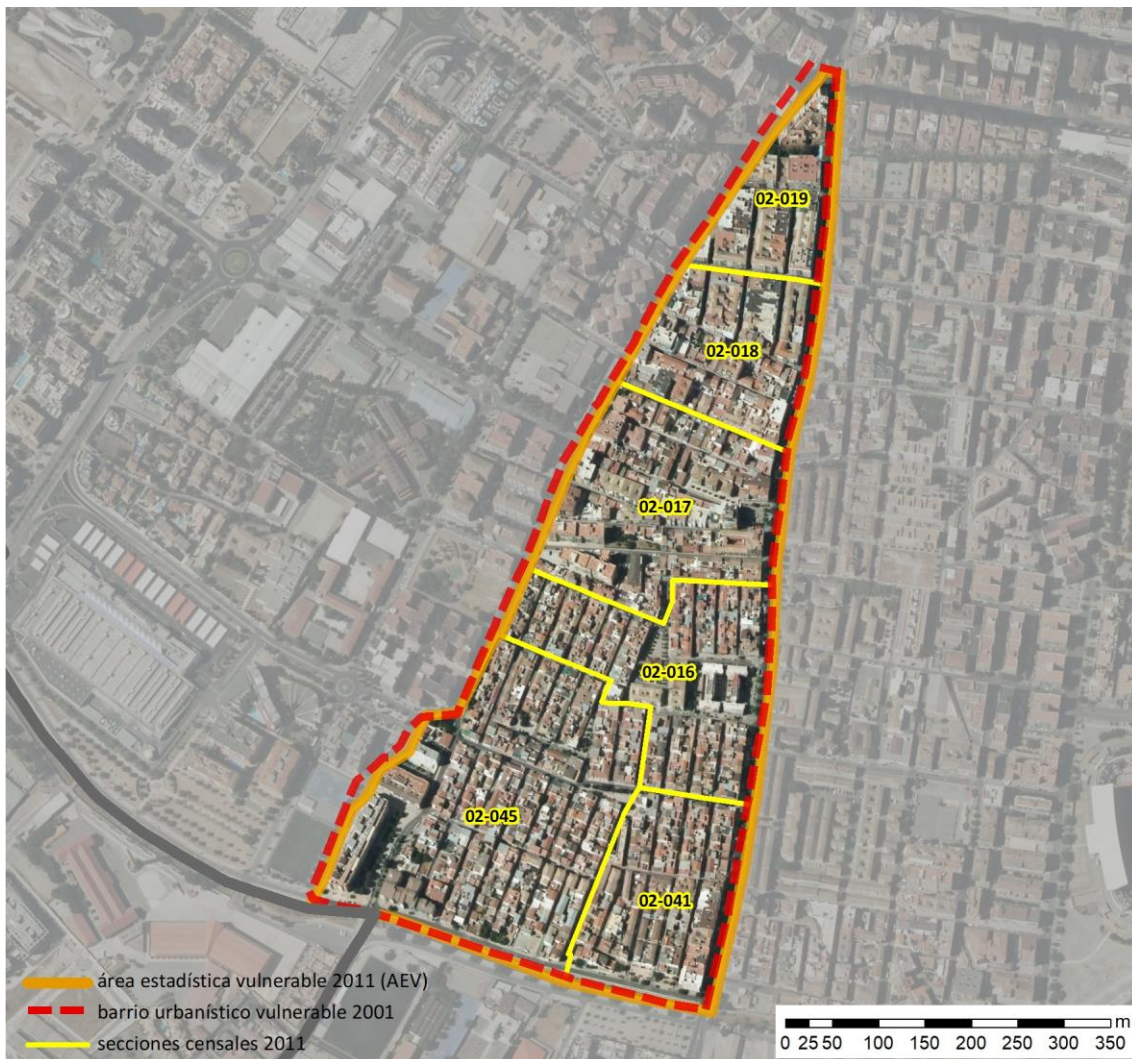 02-019
02-018
02-017
02-016
02-045
02-041
área estadística vulnerable 2011 (AEV)
barrio urbanístico vulnerable 2001
secciones censales 2011
m
0 25 50 100 150 200 250 300 350